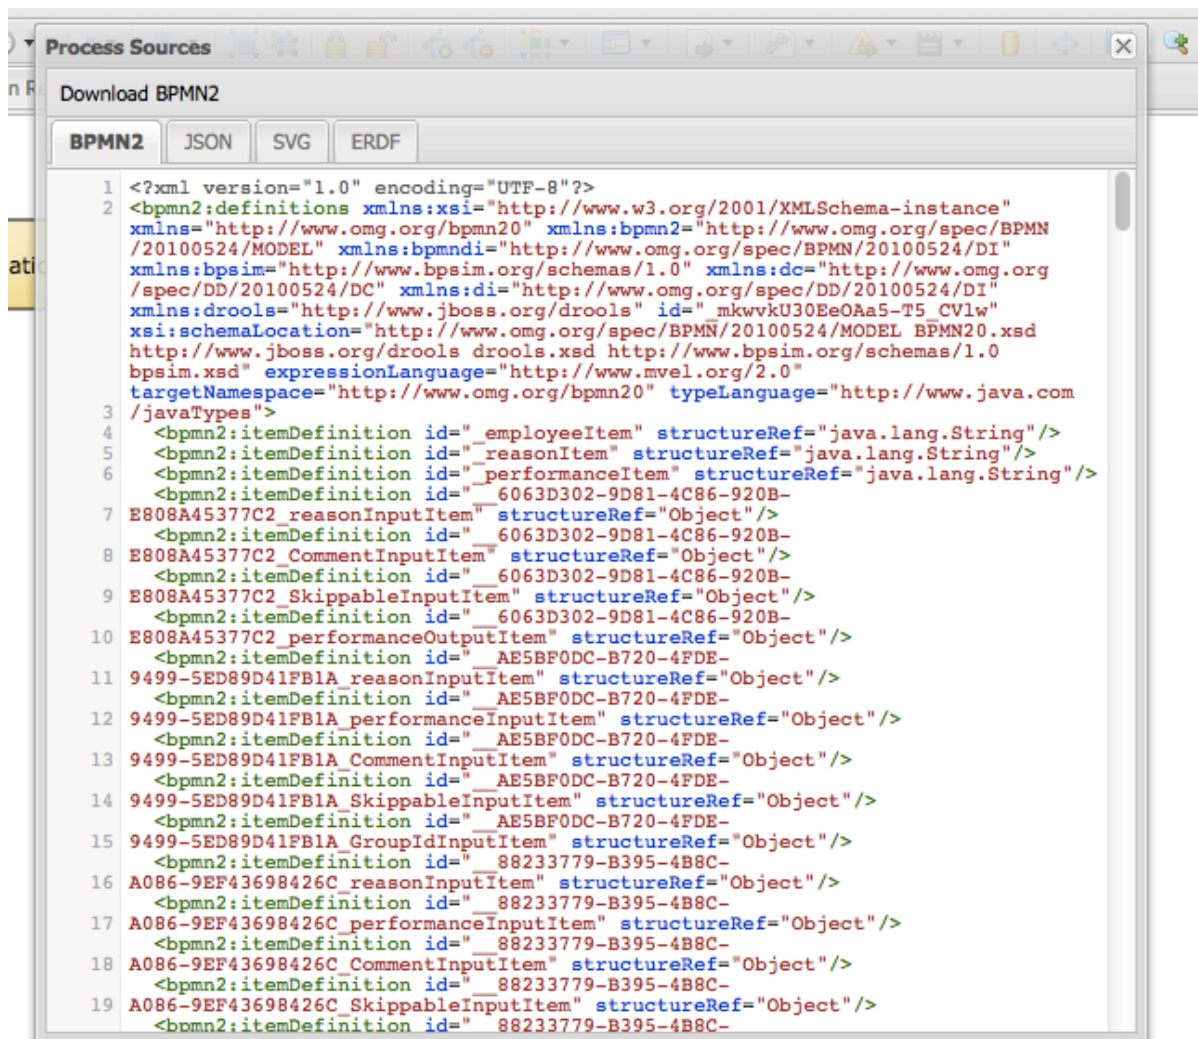 Process Sources
n R
Download BPMN2
BPMN2 JSON SVG ERDF
atic
1 <?xml version="1.0" encoding="UTF-8"?>
2 <bpmn2:definitions xmlns:xsi="http://www.w3.org/2001/XMLSchema-instance"
xmlns="http://www.omg.org/bpmn20" xmlns:bpmn2="http://www.omg.org/spec/BPMN
/20100524/MODEL" xmlns:bpmndi="http://www.omg.org/spec/BPMN/20100524/DI"
xmlns:bpsim="http://www.bpsim.org/schemas/1.0" xmlns:dc="http://www.omg.org
/spec/DD/20100524/DC" xmlns:di="http://www.omg.org/spec/DD/20100524/DI"
xmlns:drools="http://www.jboss.org/drools" id="_mkwvkU30EeOAa5-T5_CVlw"
xsi:schemaLocation="http://www.omg.org/spec/BPMN/20100524/MODEL BPMN20.xsd
http://www.jboss.org/drools drools.xsd http://www.bpsim.org/schemas/1.0
bpsim.xsd" expressionLanguage="http://www.mvel.org/2.0"
targetNamespace="http://www.omg.org/bpmn20" typeLanguage="http://www.java.com
3 /javaTypes">
4 <bpmn2:itemDefinition id="_employeeItem" structureRef="java.lang.String"/>
5 <bpmn2:itemDefinition id="_reasonItem" structureRef="java.lang.String"/>
6 <bpmn2:itemDefinition id="_performanceItem" structureRef="java.lang.String"/>
<bpmn2:itemDefinition id="__6063D302-9D81-4C86-920B-
7 E808A45377C2_reasonInputItem" structureRef="Object"/>
<bpmn2:itemDefinition id="__6063D302-9D81-4C86-920B-
8 E808A45377C2_CommentInputItem" structureRef="Object"/>
<bpmn2:itemDefinition id="__6063D302-9D81-4C86-920B-
9 E808A45377C2_SkippableInputItem" structureRef="Object"/>
<bpmn2:itemDefinition id="__6063D302-9D81-4C86-920B-
10 E808A45377C2_performanceOutputItem" structureRef="Object"/>
<bpmn2:itemDefinition id="__AE5BF0DC-B720-4FDE-
11 9499-5ED89D41FB1A_reasonInputItem" structureRef="Object"/>
<bpmn2:itemDefinition id="__AE5BF0DC-B720-4FDE-
12 9499-5ED89D41FB1A_performanceInputItem" structureRef="Object"/>
<bpmn2:itemDefinition id="__AE5BF0DC-B720-4FDE-
13 9499-5ED89D41FB1A_CommentInputItem" structureRef="Object"/>
<bpmn2:itemDefinition id="__AE5BF0DC-B720-4FDE-
14 9499-5ED89D41FB1A_SkippableInputItem" structureRef="Object"/>
<bpmn2:itemDefinition id="__AE5BF0DC-B720-4FDE-
15 9499-5ED89D41FB1A_GroupIdInputItem" structureRef="Object"/>
<bpmn2:itemDefinition id="__88233779-B395-4B8C-
16 A086-9EF43698426C_reasonInputItem" structureRef="Object"/>
<bpmn2:itemDefinition id="__88233779-B395-4B8C-
17 A086-9EF43698426C_performanceInputItem" structureRef="Object"/>
<bpmn2:itemDefinition id="__88233779-B395-4B8C-
18 A086-9EF43698426C_CommentInputItem" structureRef="Object"/>
<bpmn2:itemDefinition id="__88233779-B395-4B8C-
19 A086-9EF43698426C_SkippableInputItem" structureRef="Object"/>
<bpmn2:itemDefinition id="__88233779-B395-4B8C-